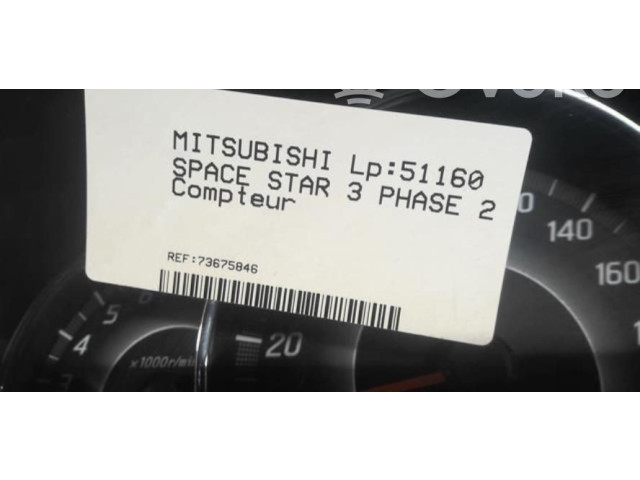 MITSUBISHI Lp:51160
SPACE STAR 3 PHASE 2
Compteur
REF:73675846
140
160
5
4
20
x1000r/min